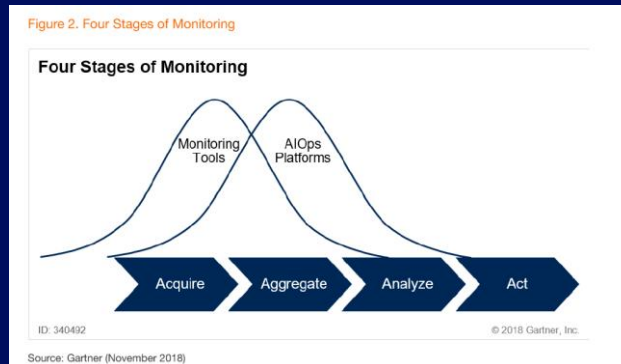 Figure 2. Four Stages of Monitoring
Four Stages of Monitoring
Monitoring
Tools
AIOps
Platforms
Acquire
Aggregate
Analyze
Act
ID: 340492
© 2018 Gartner, Inc.
Source: Gartner (November 2018)